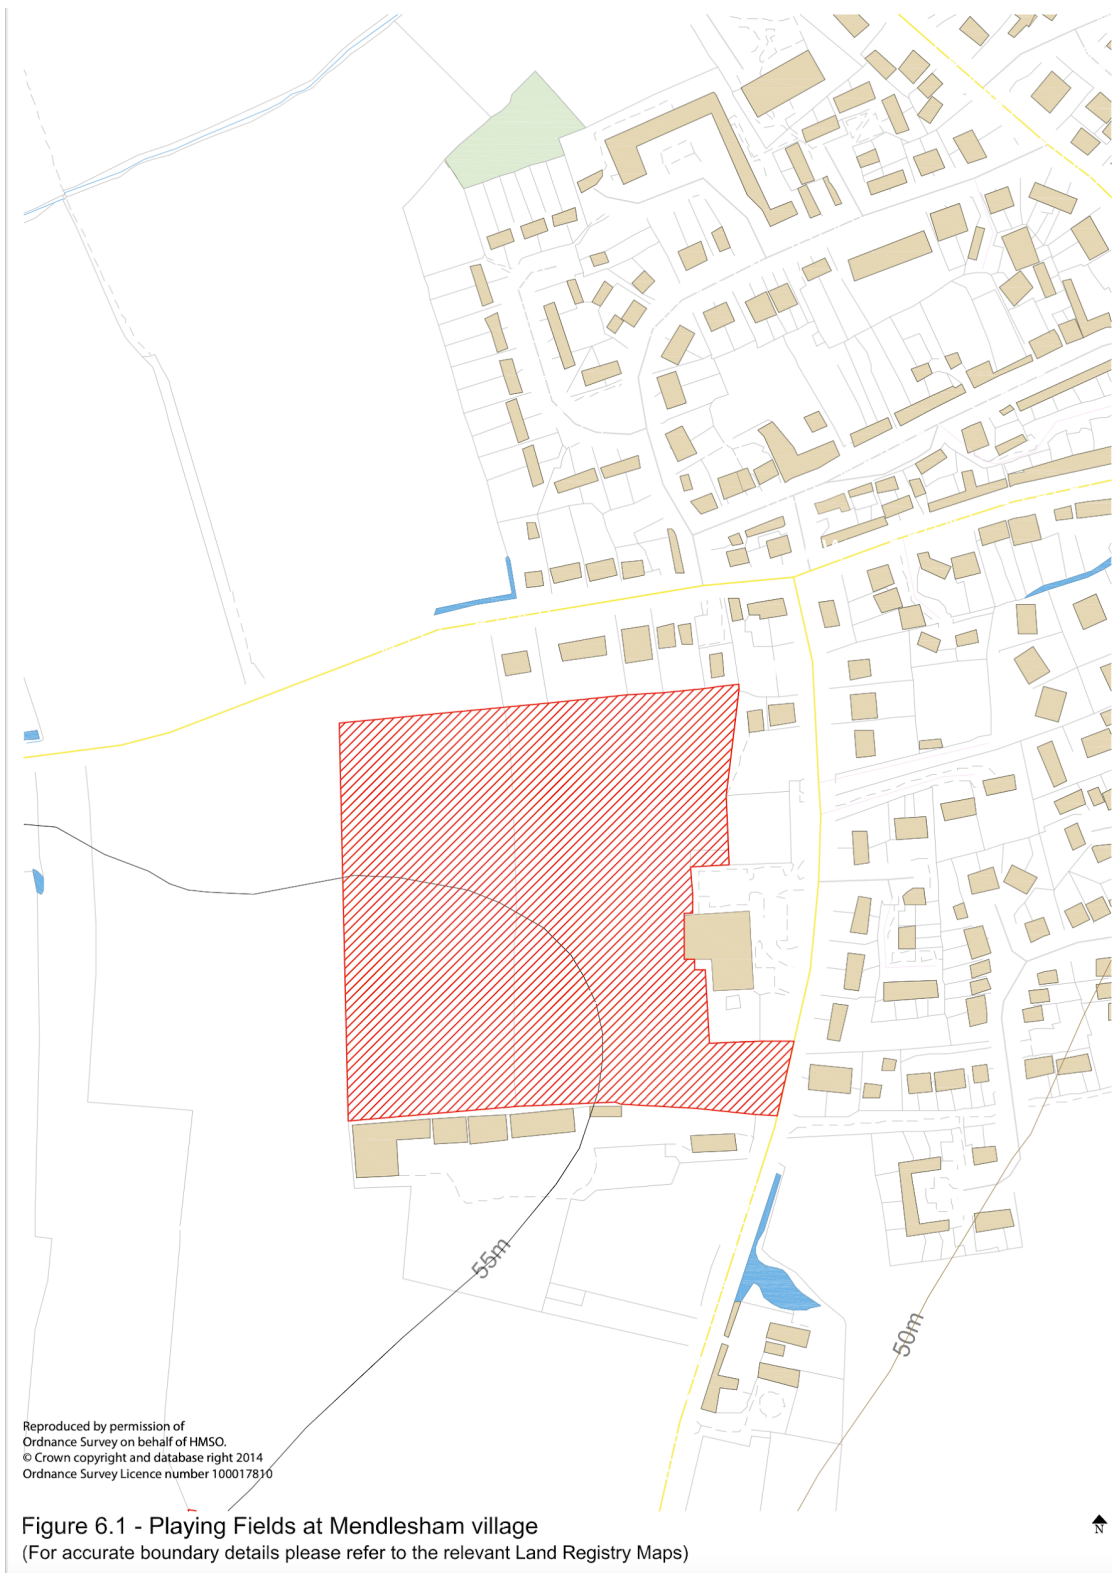 55m
50m
Reproduced by permission of
Ordnance Survey on behalf of HMSO.
© Crown copyright and database right 2014
Ordnance Survey Licence number 100017810
Figure 6.1 - Playing Fields at Mendlesham village
(For accurate boundary details please refer to the relevant Land Registry Maps)
N